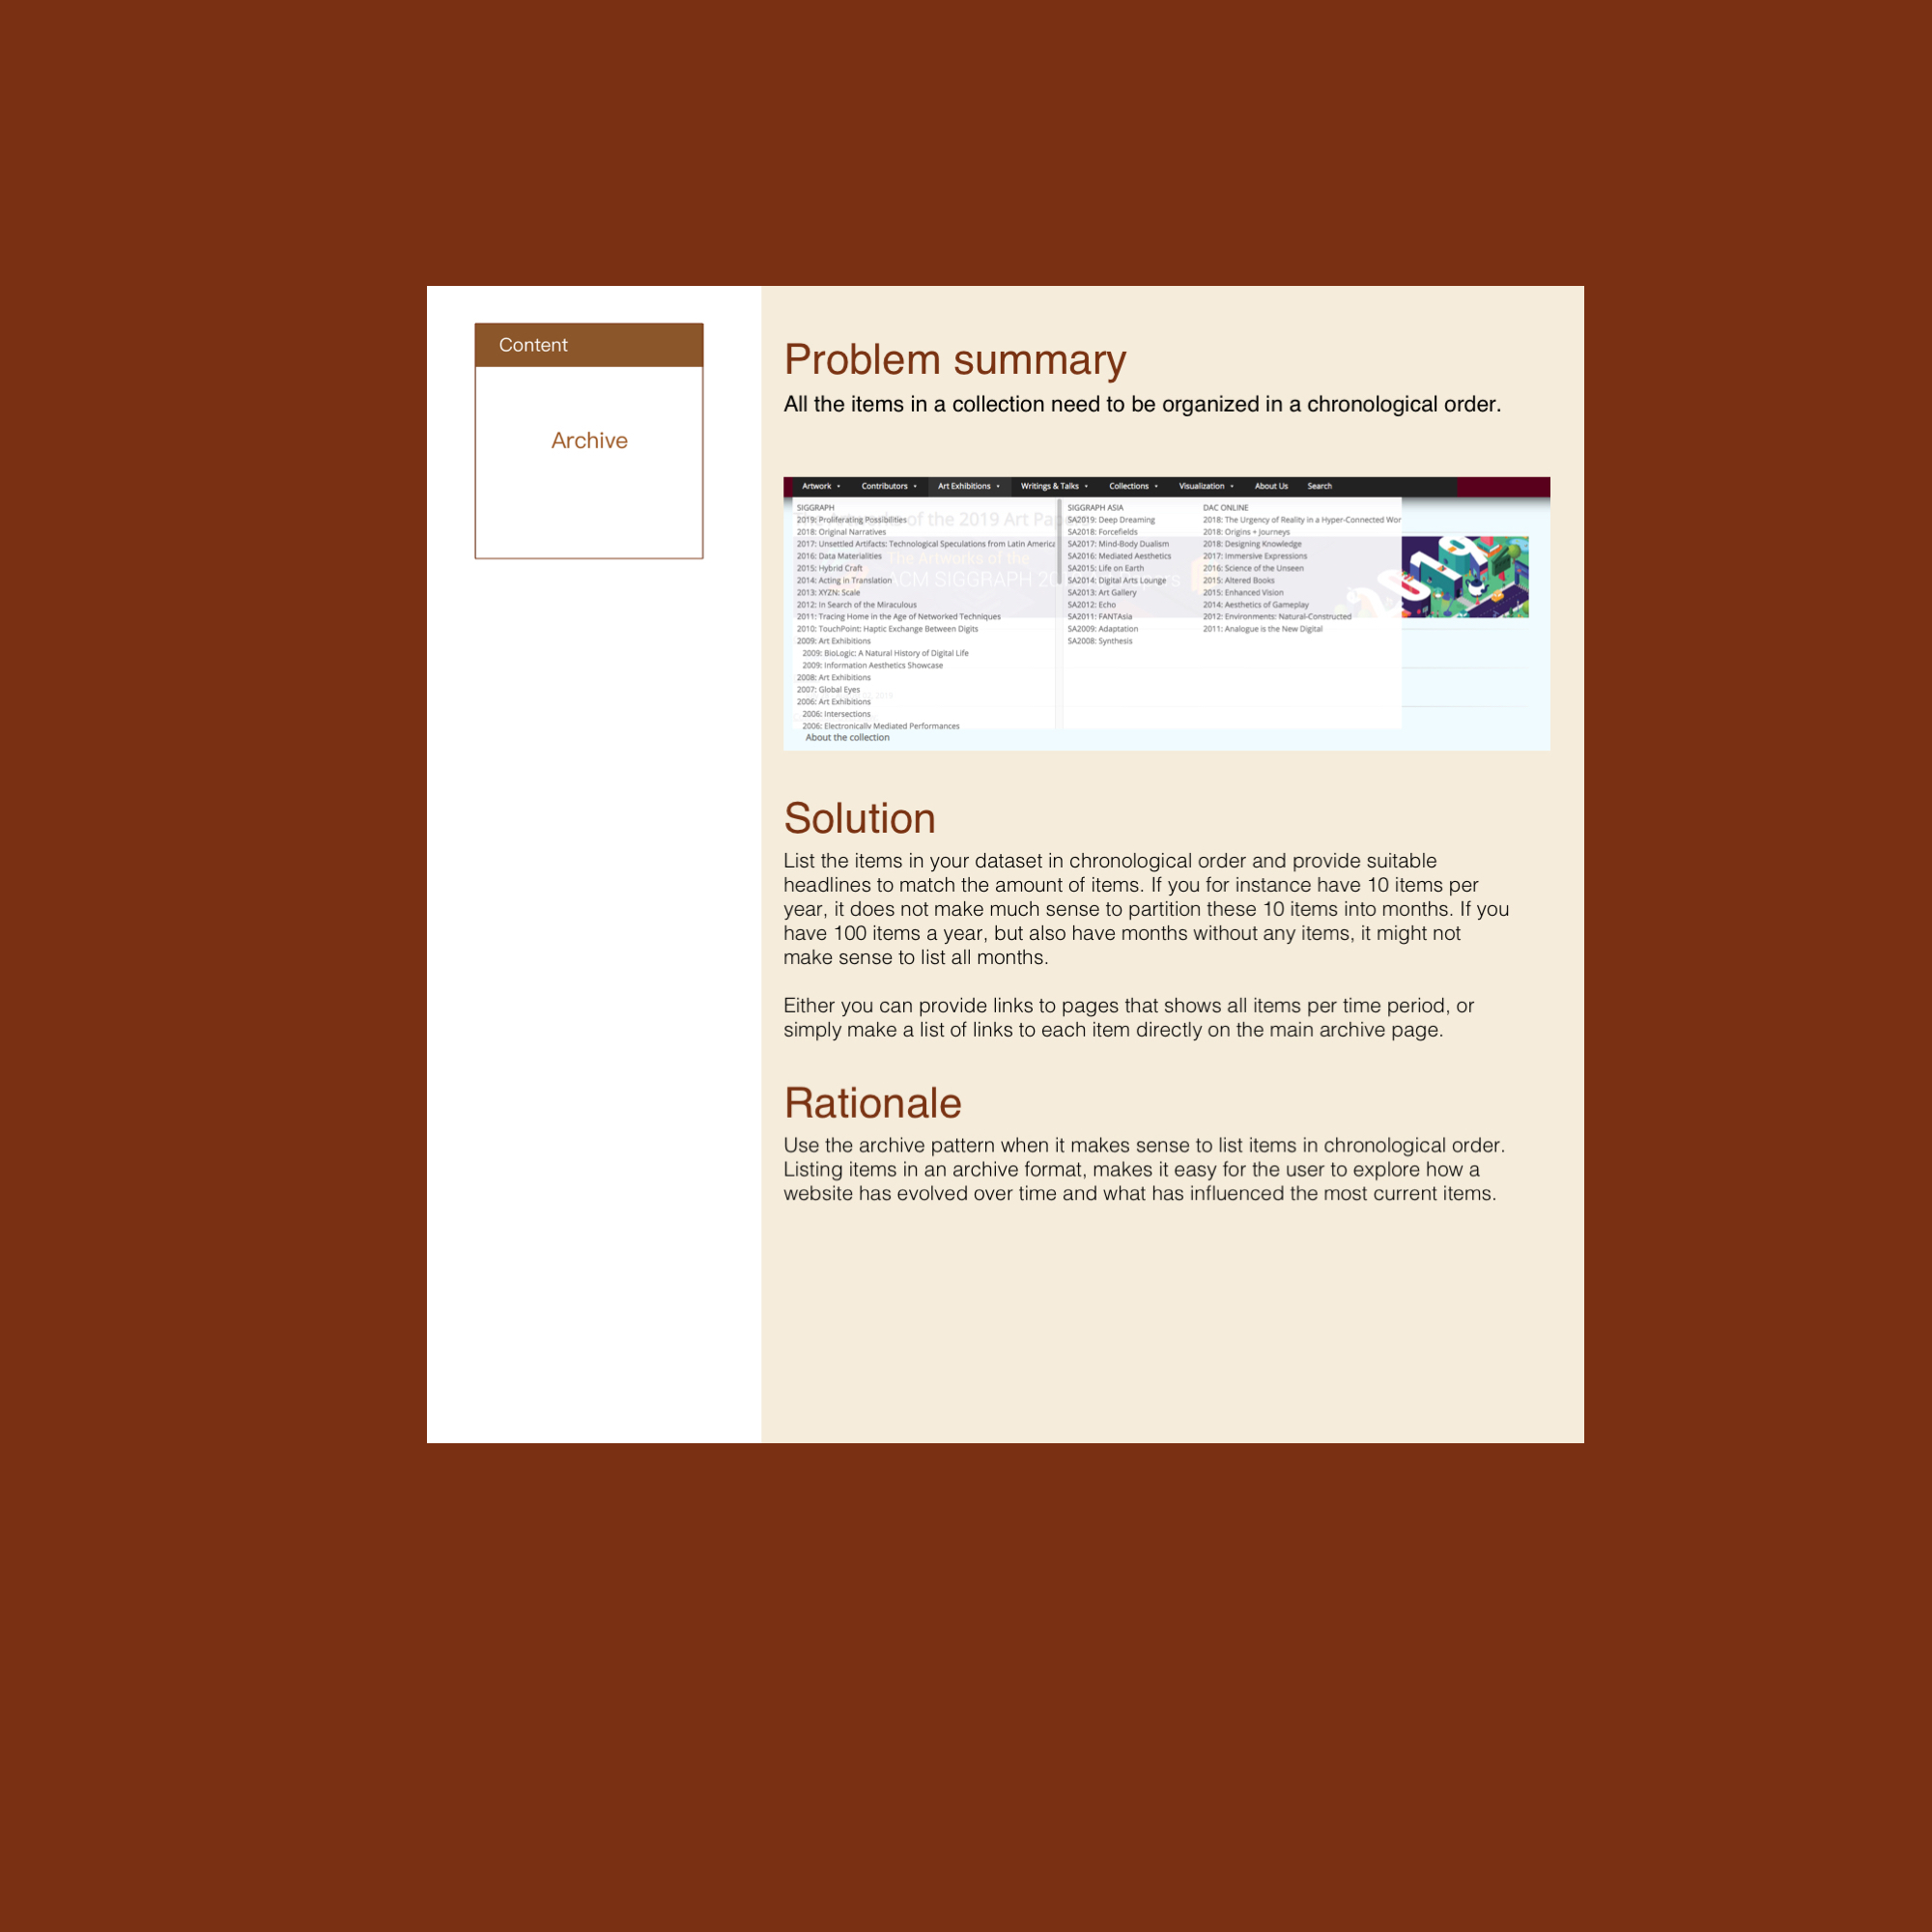 Content
Archive
Problem summary
All the items in a collection need to be organized in a chronological order.
Artwork
Contributors
Art Exhibitions
Writings & Talks
Collections
Visualization
About Us
Search
SIGGRAPH
2019: Proliferating Possibilities
2018: Original Narratives
2017: Unsettled Artifacts: Technological Speculations from Latin America
2016: Data Materialities
2015: Hybrid Craft
2014: Acting in Translation
2013: XYZN: Scale
2012: In Search of the Miraculous
2011: Tracing Home in the Age of Networked Techniques
2010: TouchPoint: Haptic Exchange Between Digits
2009: Art Exhibitions
2009: BioLogic: A Natural History of Digital Life
2009: Information Aesthetics Showcase
2008: Art Exhibitions
2007: Global Eyes
2006: Art Exhibitions
2006: Intersections
2006: Electronically Mediated Performances
About the collection
SIGGRAPH ASIA
SA2019: Deep Dreaming
SA2018: Forcefields
SA2017: Mind-Body Dualism
SA2016: Mediated Aesthetics
SA2015: Life on Earth
SA2014: Digital Arts Lounge
SA2013: Art Gallery
SA2012: Echo
SA2011: FANTAsia
SA2009: Adaptation
SA2008: Synthesis
DAC ONLINE
2018: The Urgency of Reality in a Hyper-Connected Wor
2018: Origins + Journeys
2018: Designing Knowledge
2017: Immersive Expressions
2016: Science of the Unseen
2015: Altered Books
2015: Enhanced Vision
2014: Aesthetics of Gameplay
2012: Environments: Natural-Constructed
2011: Analogue is the New Digital
of the 2019 Art Pap
The Artworks of the
ACM SIGGRAPH 20
Solution
List the items in your dataset in chronological order and provide suitable
headlines to match the amount of items. If you for instance have 10 items per
year, it does not make much sense to partition these 10 items into months. If you
have 100 items a year, but also have months without any items, it might not
make sense to list all months.
Either you can provide links to pages that shows all items per time period, or
simply make a list of links to each item directly on the main archive page.
Rationale
Use the archive pattern when it makes sense to list items in chronological order.
Listing items in an archive format, makes it easy for the user to explore how a
website has evolved over time and what has influenced the most current items.